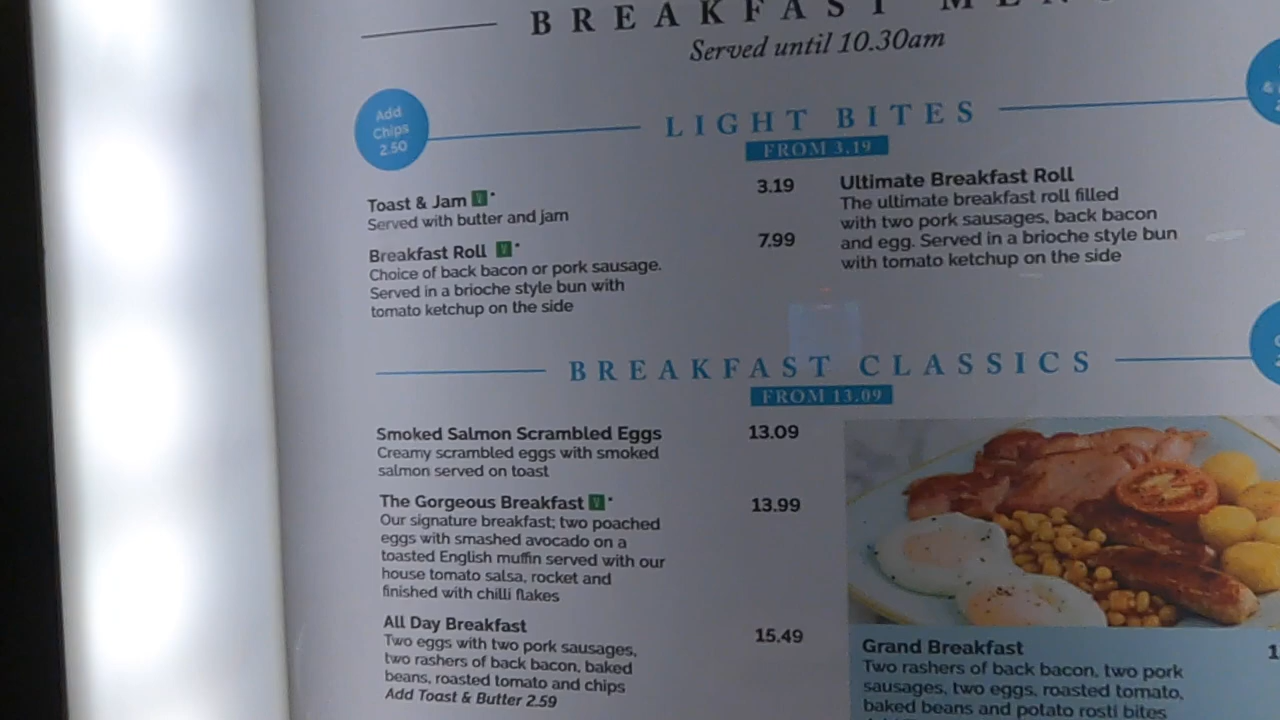 BREAKFAST
Served until 10.30am
Add
Chips
2.50
LIGHT BITES
FROM 3.19
Toast & Jam V • 3.19
Served with butter and jam
Breakfast Roll V • 7.99
Choice of back bacon or pork sausage.
Served in a brioche style bun with
tomato ketchup on the side
Ultimate Breakfast Roll
The ultimate breakfast roll filled
with two pork sausages, back bacon
and egg. Served in a brioche style bun
with tomato ketchup on the side
BREAKFAST CLASSICS
FROM 13.09
Smoked Salmon Scrambled Eggs 13.09
Creamy scrambled eggs with smoked
salmon served on toast
The Gorgeous Breakfast V • 13.99
Our signature breakfast; two poached
eggs with smashed avocado on a
toasted English muffin served with our
house tomato salsa, rocket and
finished with chilli flakes
All Day Breakfast 15.49
Two eggs with two pork sausages,
two rashers of back bacon, baked
beans, roasted tomato and chips
Add Toast & Butter 2.59
Grand Breakfast
Two rashers of back bacon, two pork
sausages, two eggs, roasted tomato,
baked beans and potato rosti bites